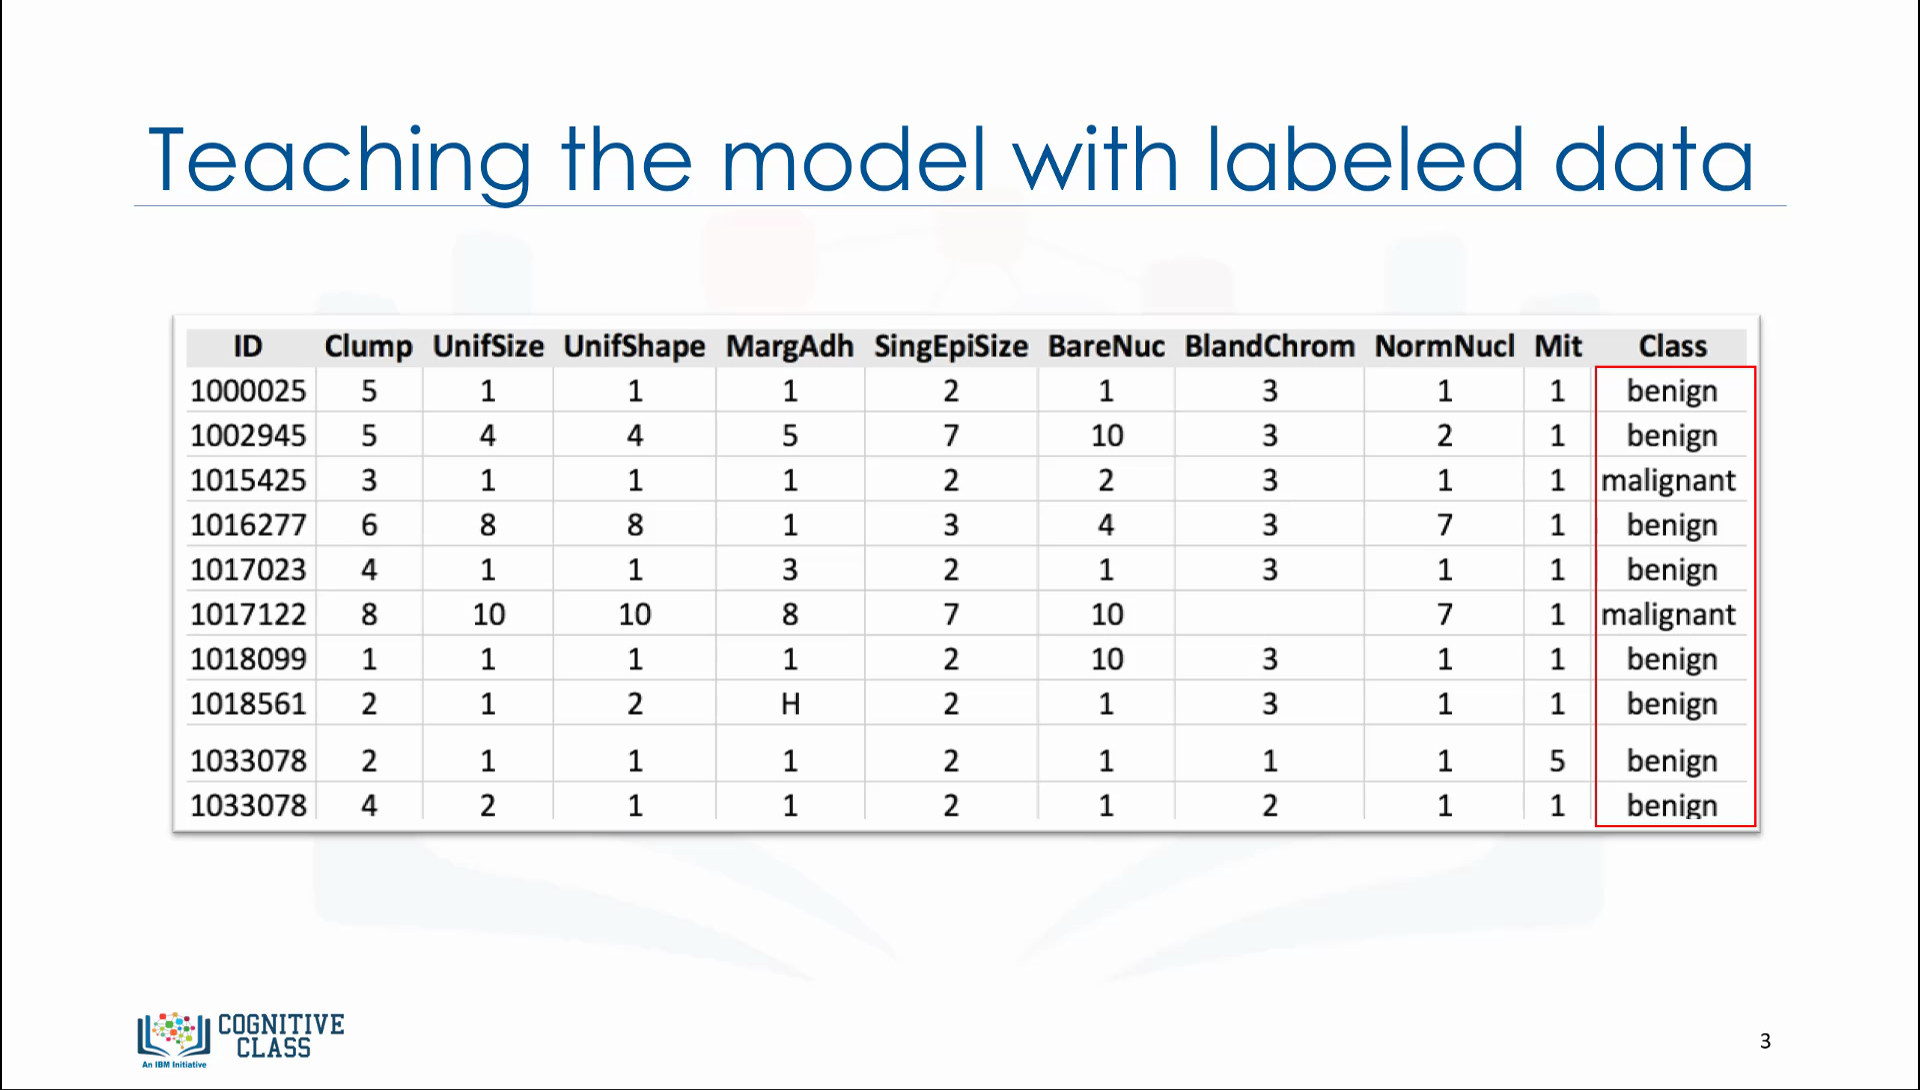 Teaching the model with labeled data
ID Clump UnifSize UnifShape MargAdh SingEpiSize BareNuc BlandChrom NormNucl Mit Class
1000025 5 1 1 1 2 1 3 1 1 benign
1002945 5 4 4 5 7 10 3 2 1 benign
1015425 3 1 1 1 2 2 3 1 1 malignant
1016277 6 8 8 1 3 4 3 7 1 benign
1017023 4 1 1 3 2 1 3 1 1 benign
1017122 8 10 10 8 7 10 7 1 malignant
1018099 1 1 1 1 2 10 3 1 1 benign
1018561 2 1 2 H 2 1 3 1 1 benign
1033078 2 1 1 1 2 1 1 1 5 benign
1033078 4 2 1 1 2 1 2 1 1 benign
COGNITIVE
CLASS
An IBM Initiative
3